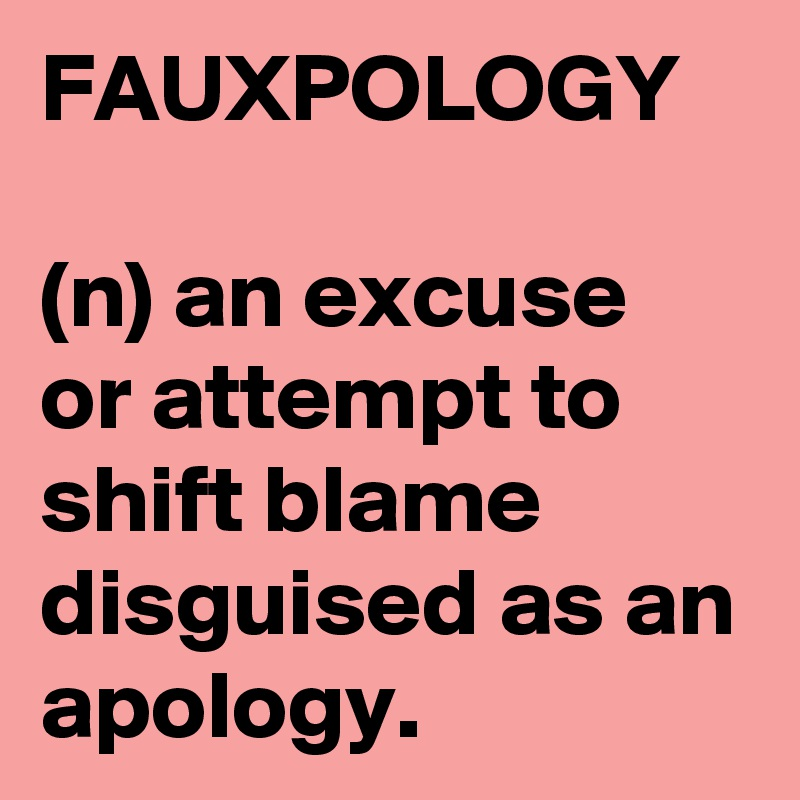 FAUXPOLOGY
(n) an excuse
or attempt to
shift blame
disguised as an
apology.